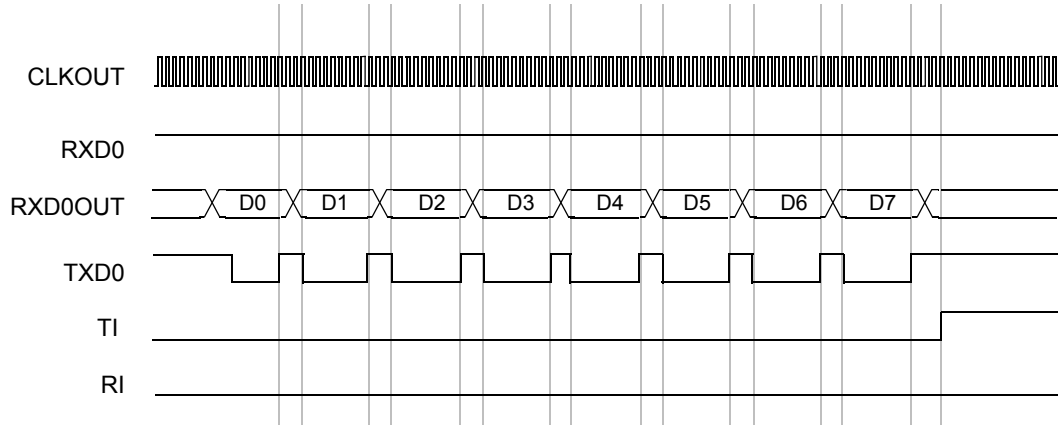 CLKOUT
RXD0
RXD0OUT D0 D1 D2 D3 D4 D5 D6 D7
TXD0
TI
RI